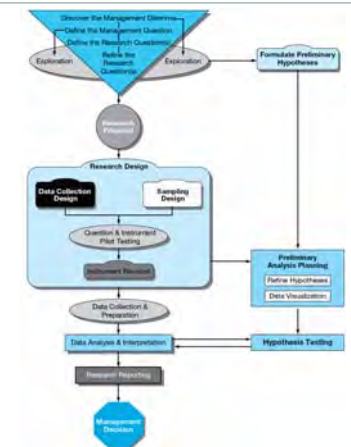 Discover the Management Dilemma
Define the Management Question
Define the Research Question(s)
Refine the
Research
Question(s)
Exploration
Exploration
Formulate Preliminary
Hypotheses
Research
Proposal
Research Design
Data Collection
Design
Sampling
Design
Question & Instrument
Pilot Testing
Instrument Revision
Preliminary
Analysis Planning
Refine Hypotheses
Data Visualization
Data Collection &
Preparation
Data Analysis & Interpretation
Hypothesis Testing
Research Reporting
Management
Decision